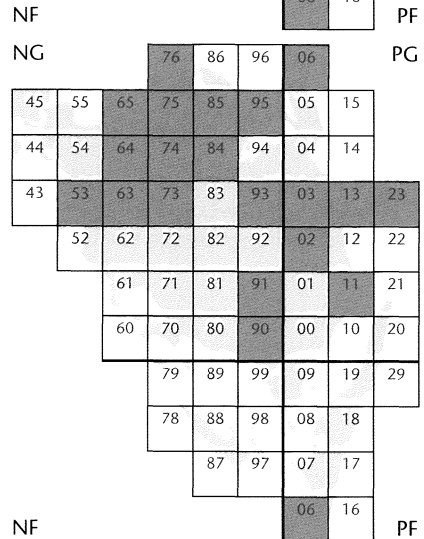 NF PF
NG 76 86 96 06 PG
45 55 65 75 85 95 05 15
44 54 64 74 84 94 04 14
43 53 63 73 83 93 03 13 23
52 62 72 82 92 02 12 22
61 71 81 91 01 11 21
60 70 80 90 00 10 20
79 89 99 09 19 29
78 88 98 08 18
87 97 07 17
NF 06 16 PF